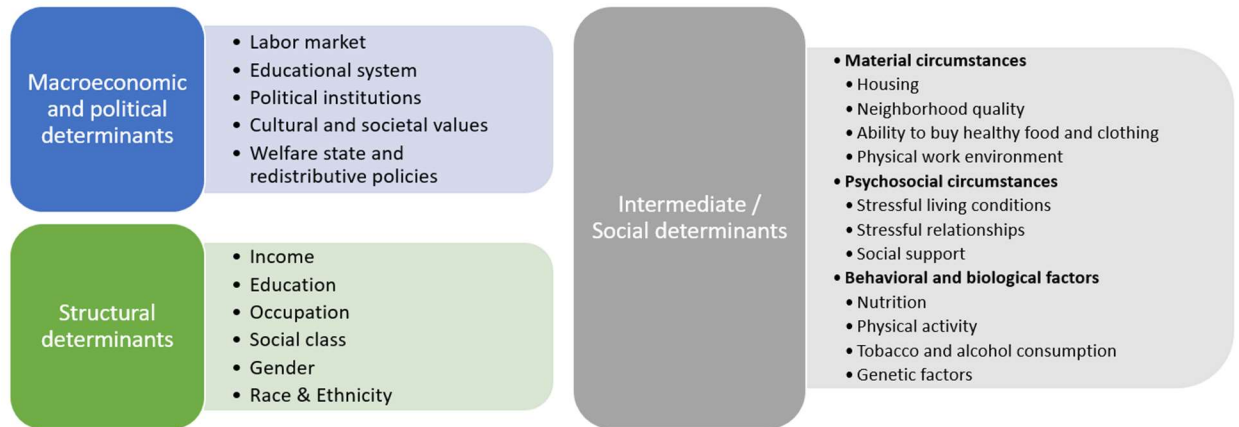 Macroeconomic
and political
determinants
• Labor market
• Educational system
• Political institutions
• Cultural and societal values
• Welfare state and
redistributive policies
Structural
determinants
• Income
• Education
• Occupation
• Social class
• Gender
• Race & Ethnicity
Intermediate /
Social determinants
• Material circumstances
• Housing
• Neighborhood quality
• Ability to buy healthy food and clothing
• Physical work environment
• Psychosocial circumstances
• Stressful living conditions
• Stressful relationships
• Social support
• Behavioral and biological factors
• Nutrition
• Physical activity
• Tobacco and alcohol consumption
• Genetic factors